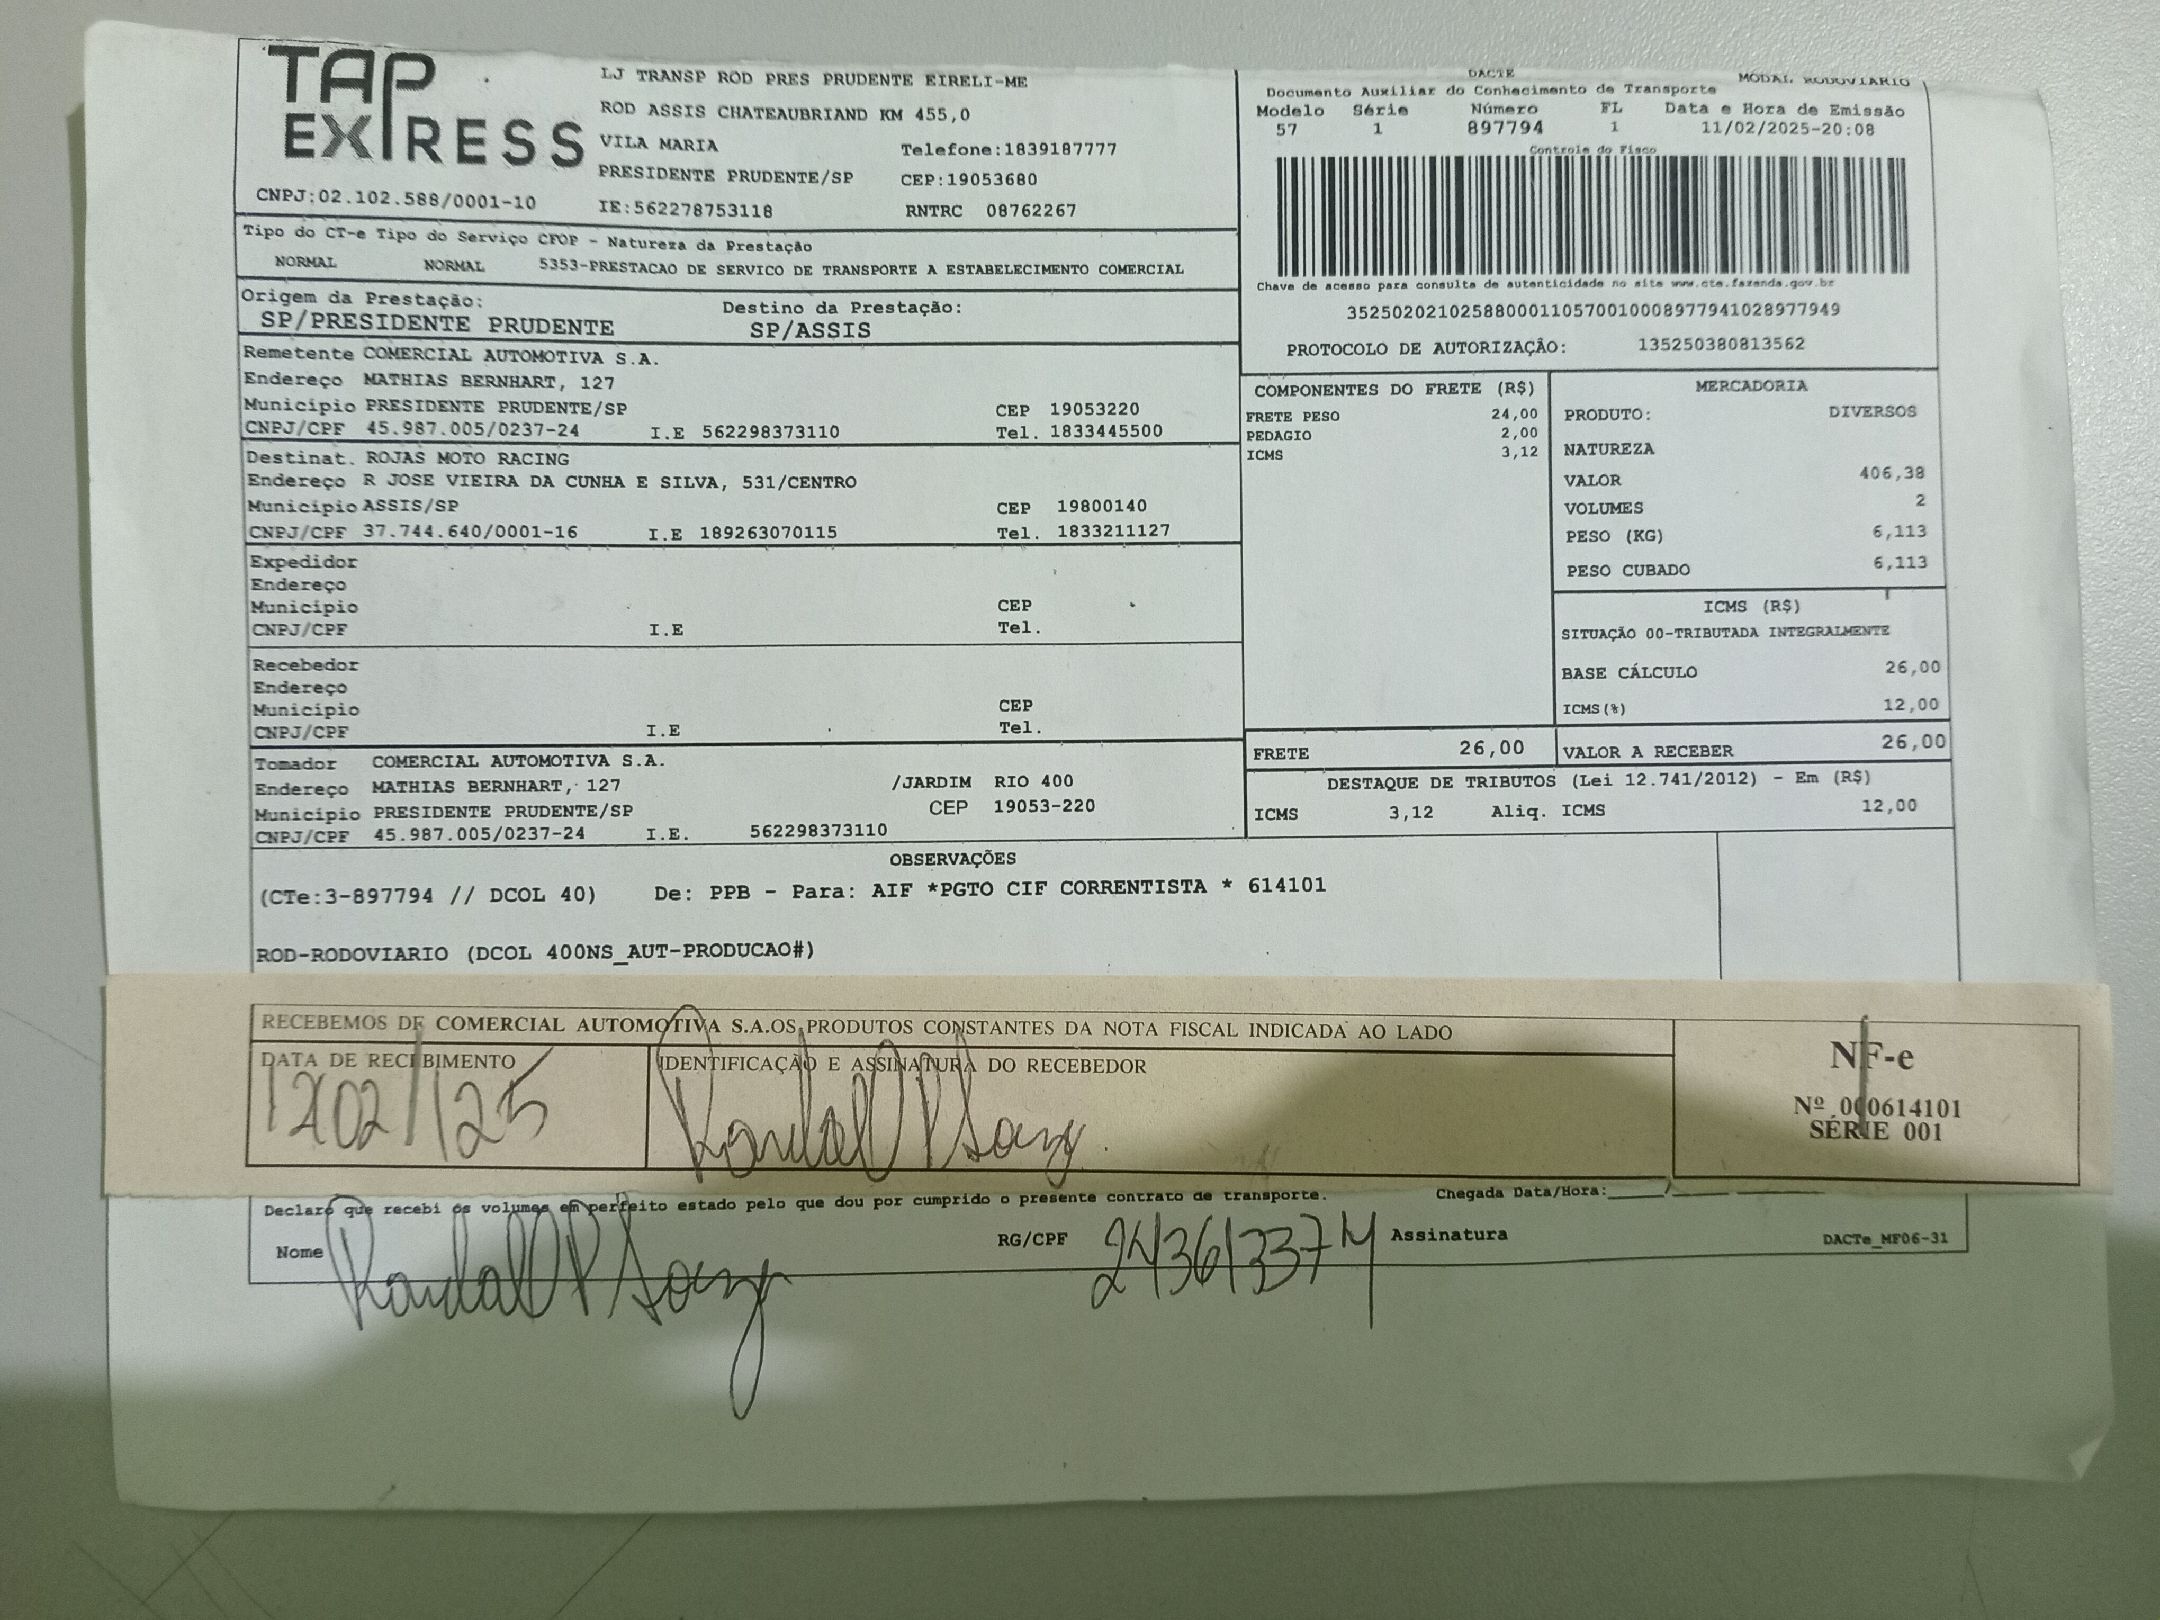 TAP
EXPRESS
CNPJ:02.102.588/0001-10
LJ TRANSP ROD PRES PRUDENTE EIRELI-ME
ROD ASSIS CHATEAUBRIAND KM 455,0
VILA MARIA Telefone:1839187777
PRESIDENTE PRUDENTE/SP CEP:19053680
IE:562278753118 RNTRC 08762267
DACTE MODAL RODOVIARIO
Documento Auxiliar do Conhecimento de Transporte
Modelo Série Número FL Data e Hora de Emissão
57 1 897794 1 11/02/2025-20:08
Controle do Fisco
Chave de acesso para consulta de autenticidade no site www.cte.fazenda.gov.br
35250202102588000110570010008977941028977949
PROTOCOLO DE AUTORIZAÇÃO: 135250380813562
Tipo do CT-e Tipo do Serviço CFOP - Natureza da Prestação
NORMAL NORMAL 5353-PRESTACAO DE SERVICO DE TRANSPORTE A ESTABELECIMENTO COMERCIAL
Origem da Prestação: Destino da Prestação:
SP/PRESIDENTE PRUDENTE SP/ASSIS
Remetente COMERCIAL AUTOMOTIVA S.A.
Endereço MATHIAS BERNHART, 127
Município PRESIDENTE PRUDENTE/SP CEP 19053220
CNPJ/CPF 45.987.005/0237-24 I.E 562298373110 Tel. 1833445500
Destinat. ROJAS MOTO RACING
Endereço R JOSE VIEIRA DA CUNHA E SILVA, 531/CENTRO
Município ASSIS/SP CEP 19800140
CNPJ/CPF 37.744.640/0001-16 I.E 189263070115 Tel. 1833211127
Expedidor
Endereço
Município CEP
CNPJ/CPF I.E Tel.
Recebedor
Endereço
Município CEP
CNPJ/CPF I.E Tel.
Tomador COMERCIAL AUTOMOTIVA S.A.
Endereço MATHIAS BERNHART, 127 /JARDIM RIO 400
Município PRESIDENTE PRUDENTE/SP CEP 19053-220
CNPJ/CPF 45.987.005/0237-24 I.E. 562298373110
COMPONENTES DO FRETE (R$)
FRETE PESO 24,00
PEDAGIO 2,00
ICMS 3,12
MERCADORIA
PRODUTO: DIVERSOS
NATUREZA
VALOR 406,38
VOLUMES 2
PESO (KG) 6,113
PESO CUBADO 6,113
ICMS (R$)
SITUAÇÃO 00-TRIBUTADA INTEGRALMENTE
BASE CÁLCULO 26,00
ICMS(%) 12,00
FRETE 26,00 VALOR A RECEBER 26,00
DESTAQUE DE TRIBUTOS (Lei 12.741/2012) - Em (R$)
ICMS 3,12 Aliq. ICMS 12,00
OBSERVAÇÕES
(CTe:3-897794 // DCOL 40) De: PPB - Para: AIF *PGTO CIF CORRENTISTA * 614101
ROD-RODOVIARIO (DCOL 400NS_AUT-PRODUCAO#)
RECEBEMOS DE COMERCIAL AUTOMOTIVA S.A.OS PRODUTOS CONSTANTES DA NOTA FISCAL INDICADA AO LADO
DATA DE RECEBIMENTO IDENTIFICAÇÃO E ASSINATURA DO RECEBEDOR
12/02/25
NF-e
Nº 000614101
SÉRIE 001
Declaro que recebi os volumes em perfeito estado pelo que dou por cumprido o presente contrato de transporte. Chegada Data/Hora:____/____ ______
Nome RG/CPF Assinatura DACTe_MF06-31